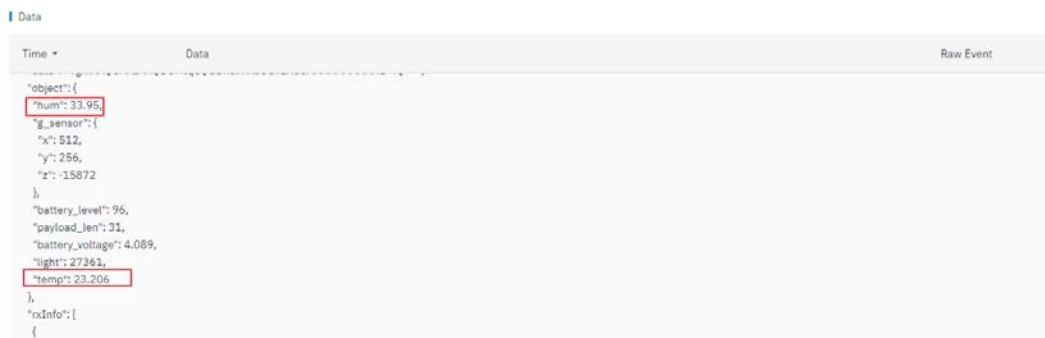 Data
Time Data Raw Event
"object": {
"hum": 33.95,
"g_sensor": {
"x": 512,
"y": 256,
"z": -15872
},
"battery_level": 96,
"payload_len": 31,
"battery_voltage": 4.089,
"light": 27361,
"temp": 23.206
},
"rxInfo": [
{